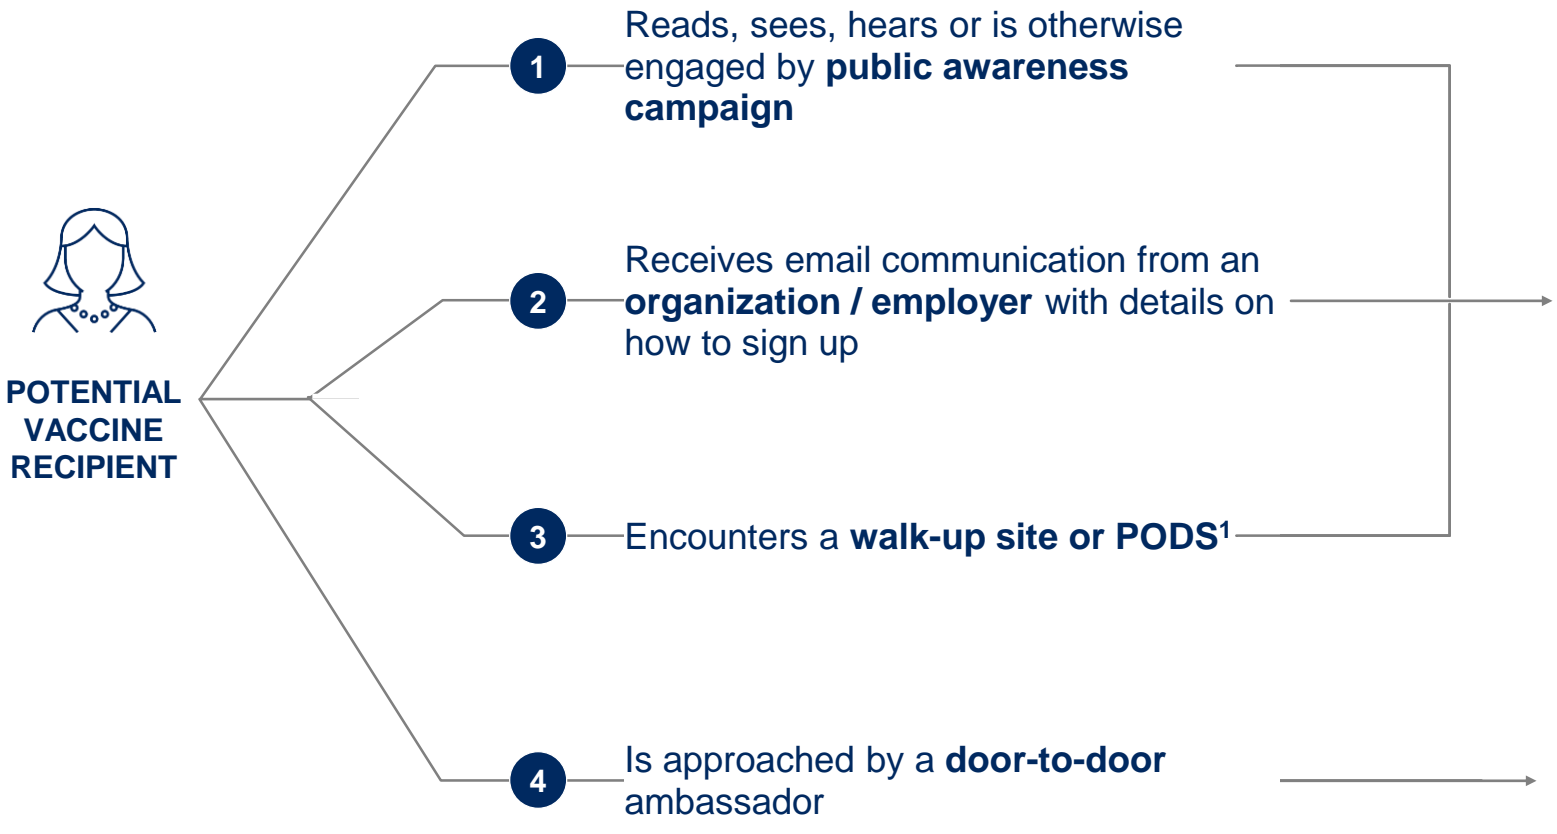 POTENTIAL
VACCINE
RECIPIENT
1
Reads, sees, hears or is otherwise
engaged by public awareness
campaign
2
Receives email communication from an
organization / employer with details on
how to sign up
3
Encounters a walk-up site or PODS¹
4
Is approached by a door-to-door
ambassador